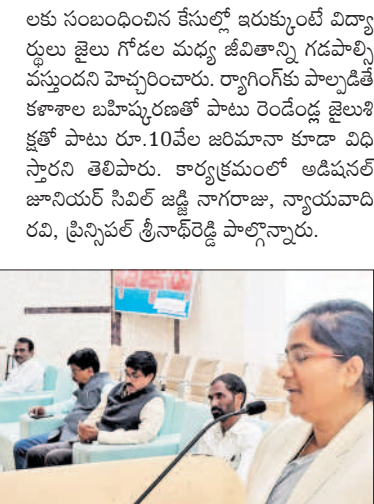 లకు సంబంధించిన కేసుల్లో ఇరుక్కుంటే విద్యా
ర్థులు జైలు గోడల మధ్య జీవితాన్ని గడపాల్సి
వస్తుందని హెచ్చరించారు. ర్యాగింగ్‌కు పాల్పడితే
కళాశాల బహిష్కరణతో పాటు రెండేండ్ల జైలుశి
క్షతో పాటు రూ.10వేల జరిమానా కూడా విధి
స్తారని తెలిపారు. కార్యక్రమంలో అడిషనల్
జూనియర్ సివిల్ జడ్జి నాగరాజు, న్యాయవాది
రవి, ప్రిన్సిపల్ శ్రీనాథ్‌రెడ్డి పాల్గొన్నారు.